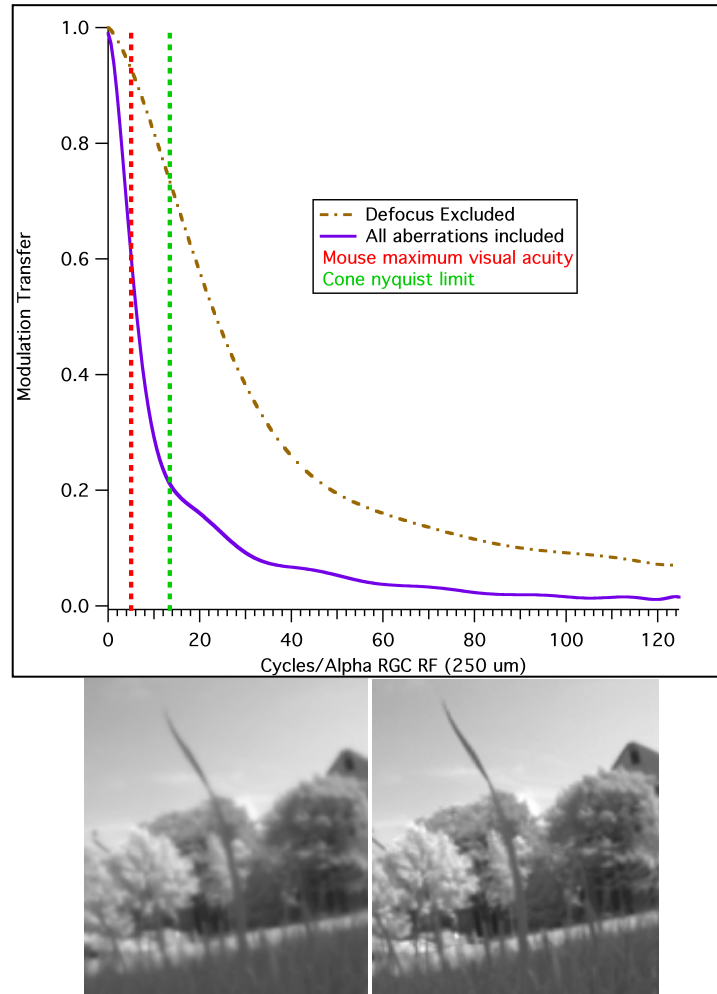 1.0
0.8
0.6
0.4
0.2
0.0
Modulation Transfer
Defocus Excluded
All aberrations included
Mouse maximum visual acuity
Cone nyquist limit
0 20 40 60 80 100 120
Cycles/Alpha RGC RF (250 um)